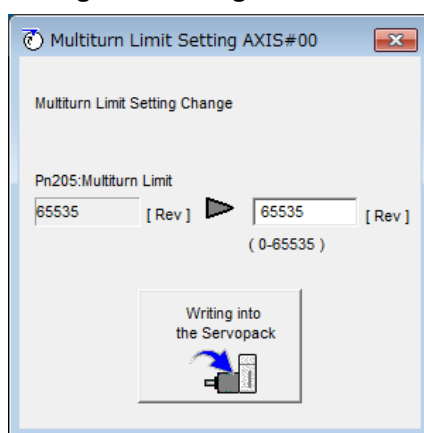 Multiturn Limit Setting AXIS#00
Multiturn Limit Setting Change
Pn205:Multiturn Limit
65535 [ Rev ] 65535 [ Rev ]
( 0-65535 )
Writing into
the Servopack